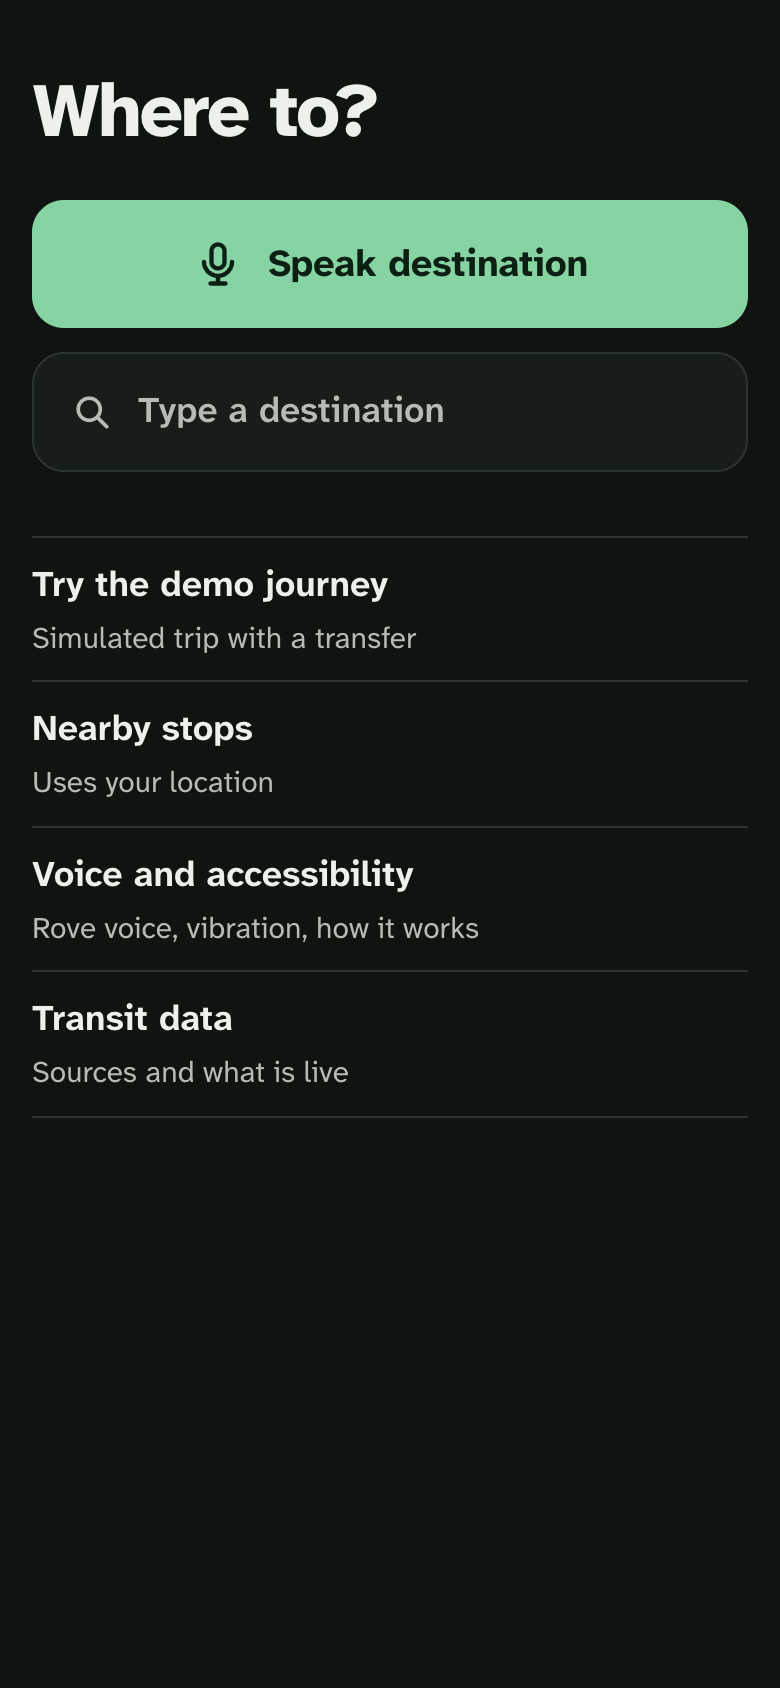 Where to?
Speak destination
Type a destination
Try the demo journey
Simulated trip with a transfer
Nearby stops
Uses your location
Voice and accessibility
Rove voice, vibration, how it works
Transit data
Sources and what is live